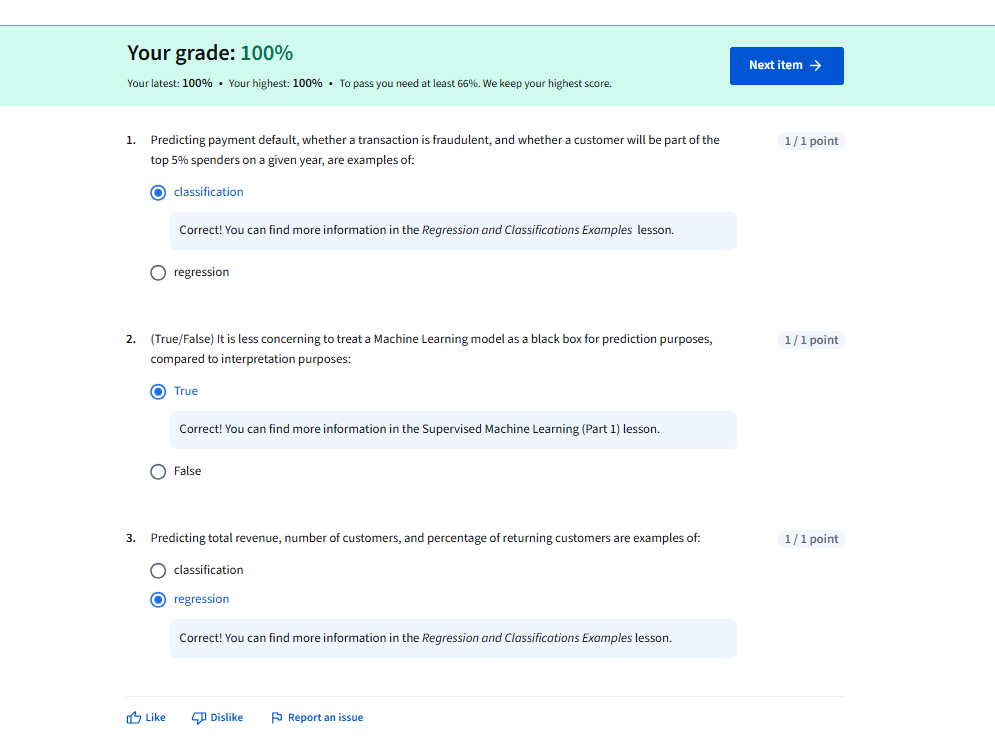 Your grade: 100%
Next item →
Your latest: 100% • Your highest: 100% • To pass you need at least 66%. We keep your highest score.
1. Predicting payment default, whether a transaction is fraudulent, and whether a customer will be part of the
1 / 1 point
top 5% spenders on a given year, are examples of:
classification
Correct! You can find more information in the Regression and Classifications Examples lesson.
regression
2. (True/False) It is less concerning to treat a Machine Learning model as a black box for prediction purposes,
1 / 1 point
compared to interpretation purposes:
True
Correct! You can find more information in the Supervised Machine Learning (Part 1) lesson.
False
3. Predicting total revenue, number of customers, and percentage of returning customers are examples of:
1 / 1 point
classification
regression
Correct! You can find more information in the Regression and Classifications Examples lesson.
Like Dislike Report an issue